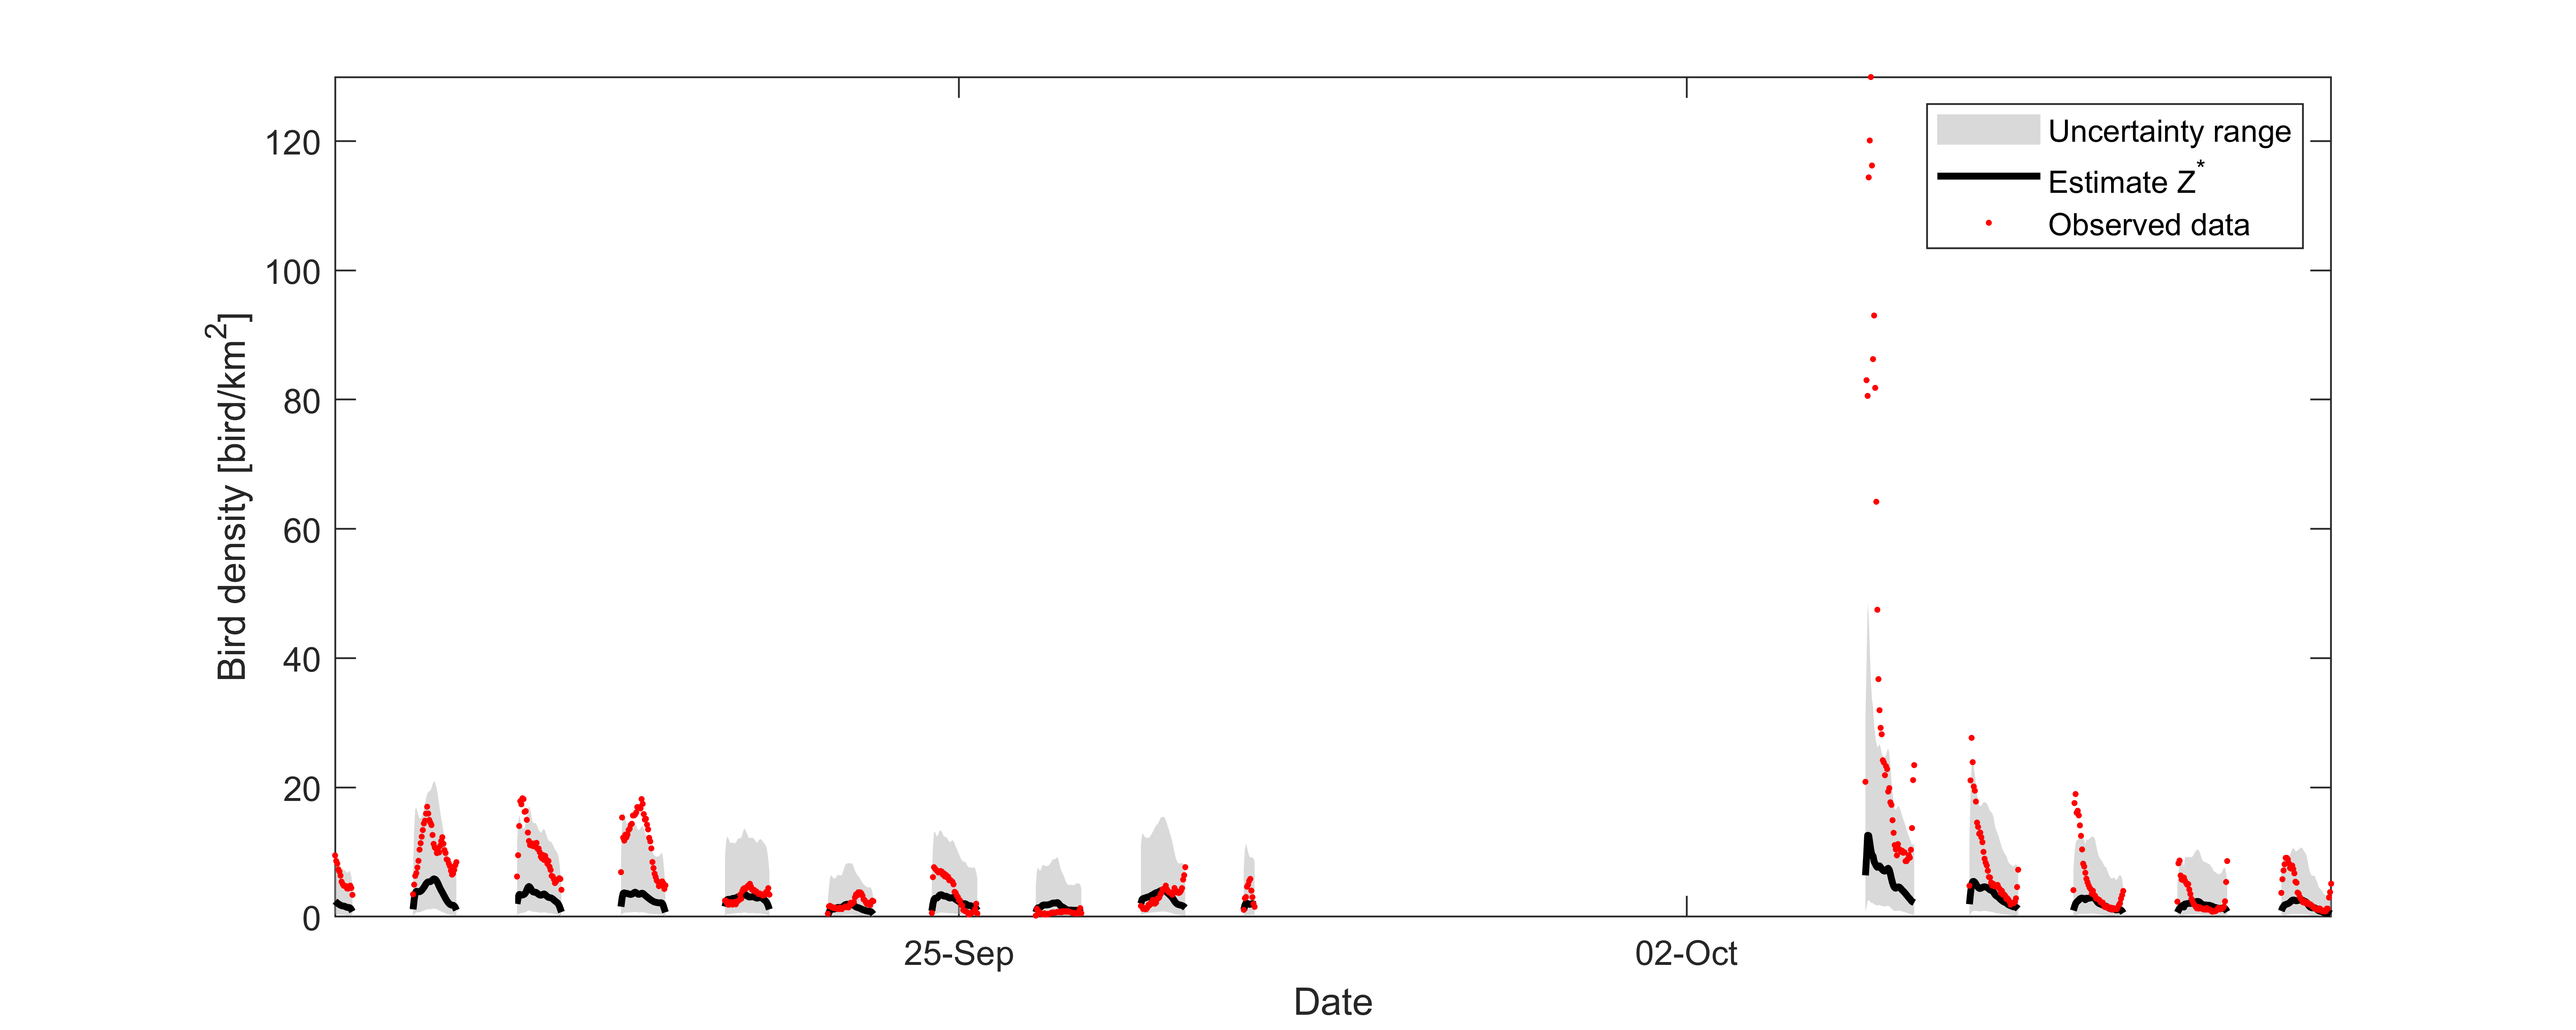 Uncertainty range
Estimate Z*
Observed data
120
100
80
60
40
20
0
Bird density [bird/km²]
25-Sep
02-Oct
Date